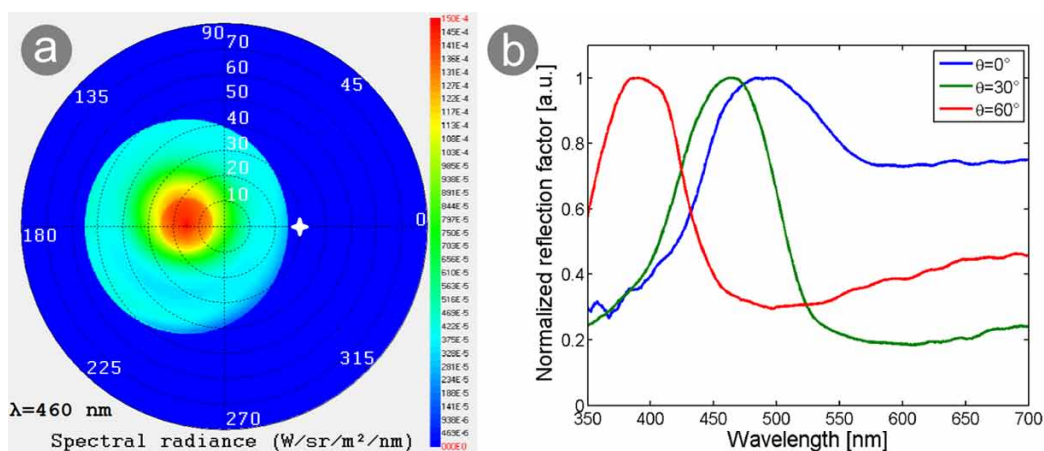 a
90
70
60
50
40
30
20
10
45
0
315
270
225
180
135
λ=460 nm
Spectral radiance (W/sr/m²/nm)
150E-4
145E-4
141E-4
136E-4
131E-4
127E-4
122E-4
117E-4
113E-4
108E-4
103E-4
985E-5
938E-5
891E-5
844E-5
797E-5
750E-5
704E-5
657E-5
610E-5
563E-5
516E-5
469E-5
422E-5
375E-5
328E-5
281E-5
234E-5
188E-5
141E-5
938E-6
469E-6
000E0
b
Normalized reflection factor [a.u.]
1
0.8
0.6
0.4
0.2
0
θ=0°
θ=30°
θ=60°
350 400 450 500 550 600 650 700
Wavelength [nm]